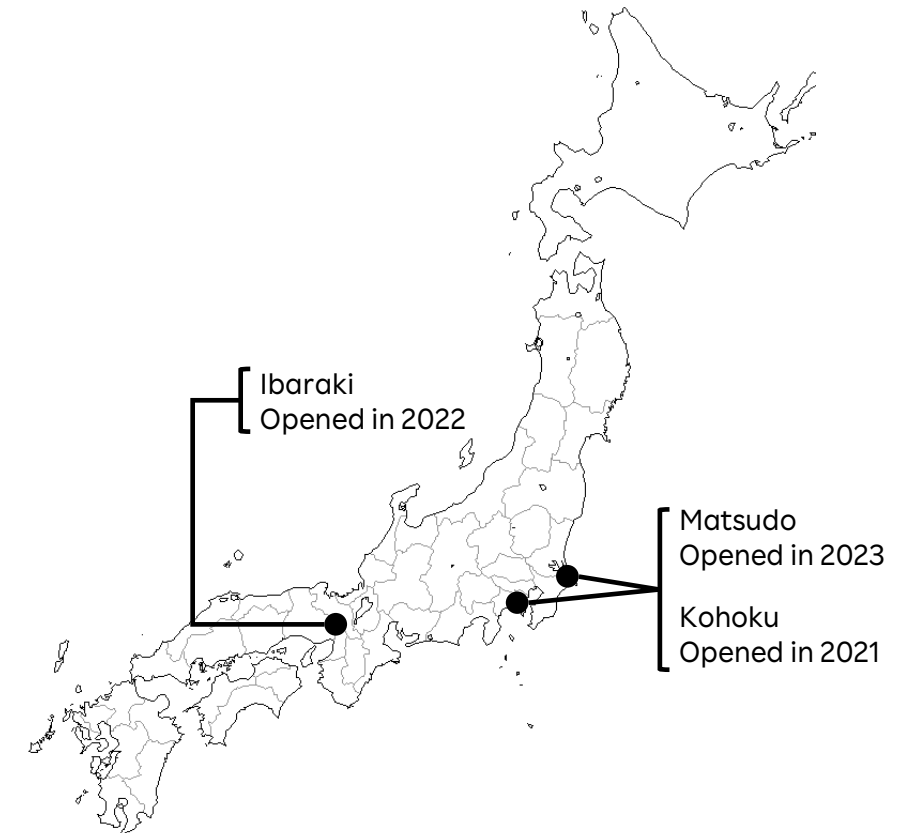 Ibaraki
Opened in 2022
Matsudo
Opened in 2023
Kohoku
Opened in 2021